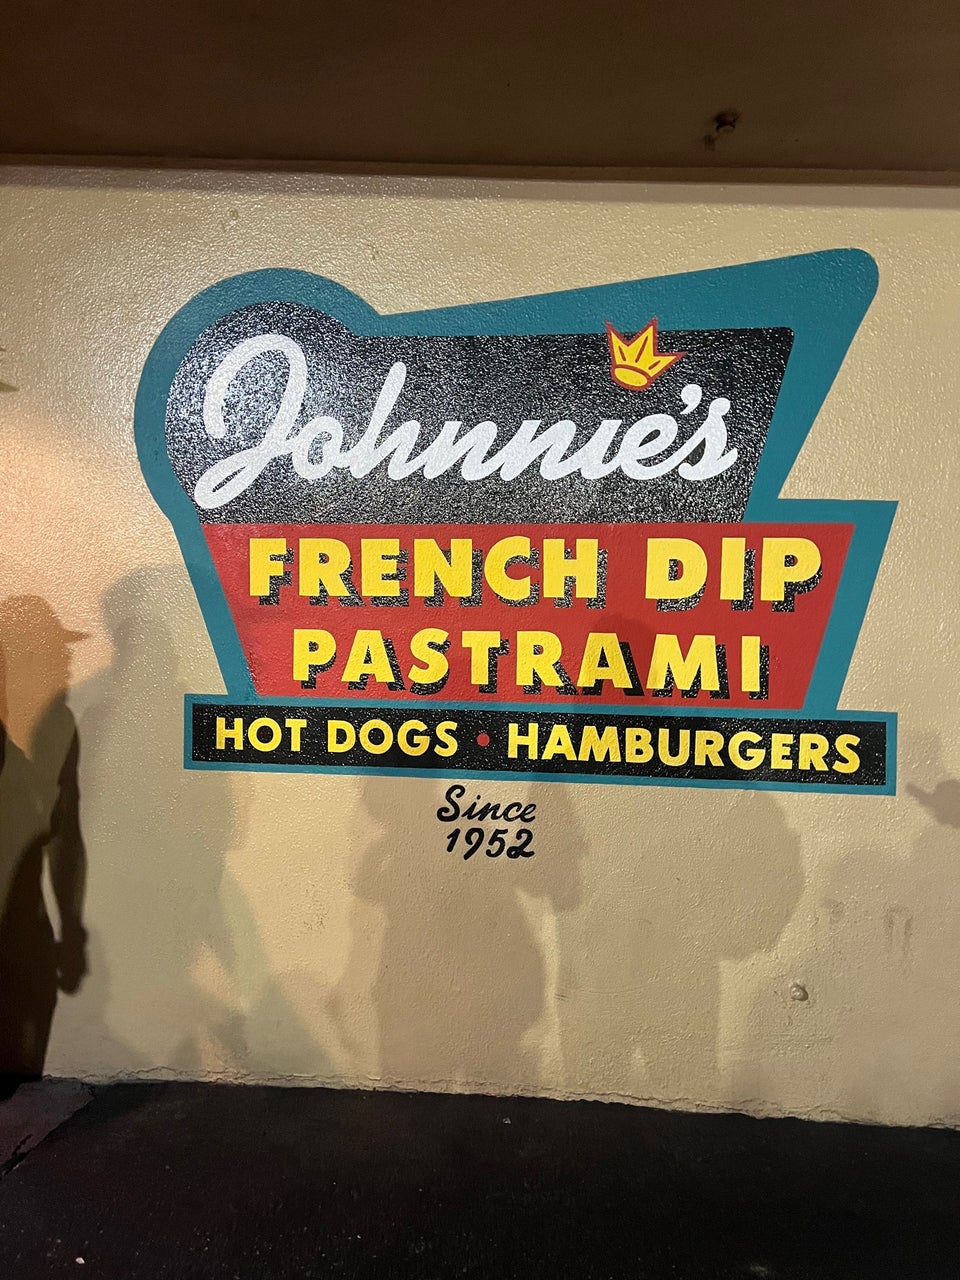 Johnnie's
FRENCH DIP
PASTRAMI
HOT DOGS • HAMBURGERS
Since
1952